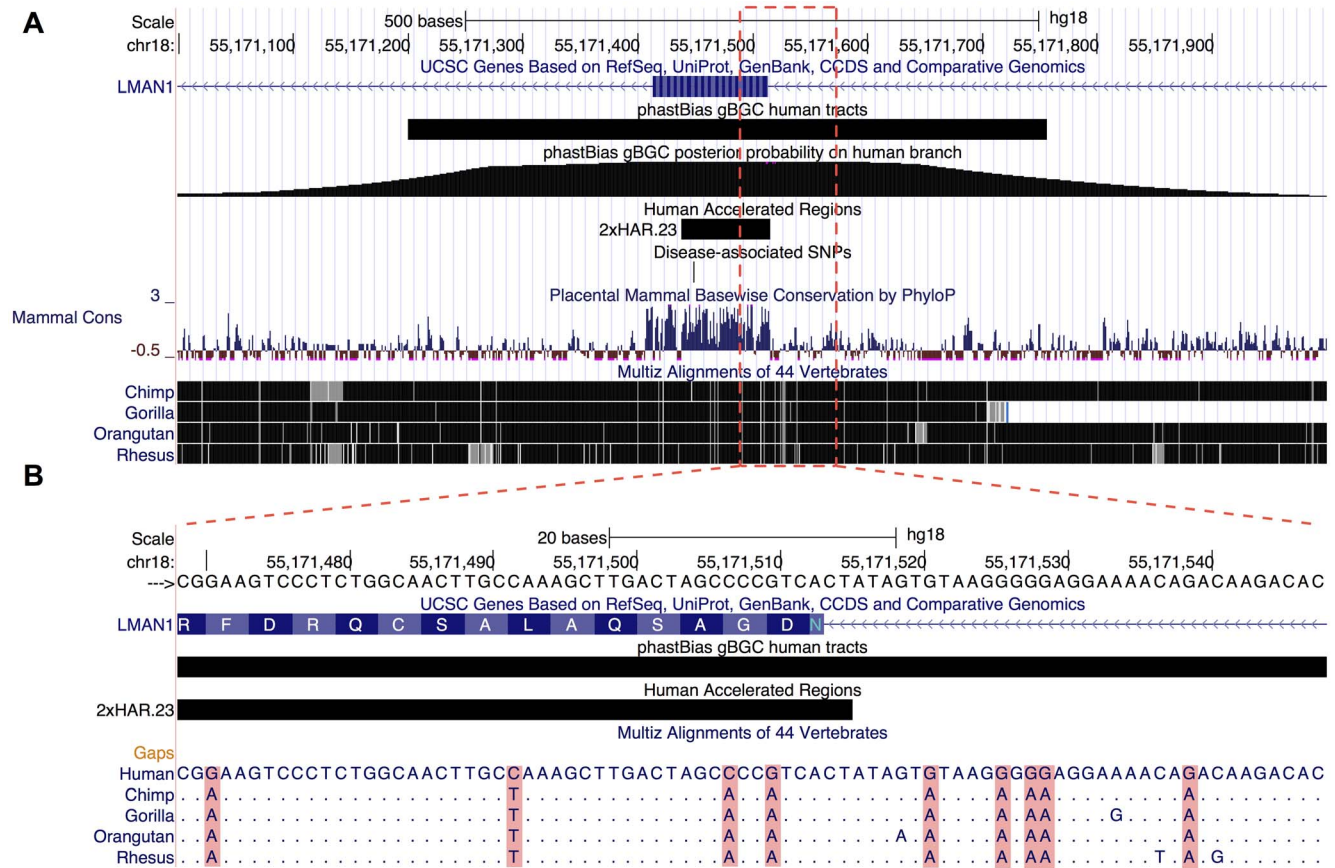 A
Scale 500 bases hg18
chr18: 55,171,100 55,171,200 55,171,300 55,171,400 55,171,500 55,171,600 55,171,700 55,171,800 55,171,900
UCSC Genes Based on RefSeq, UniProt, GenBank, CCDS and Comparative Genomics
LMAN1
phastBias gBGC human tracts
phastBias gBGC posterior probability on human branch
Human Accelerated Regions
2xHAR.23
Disease-associated SNPs
Placental Mammal Basewise Conservation by PhyloP
3
Mammal Cons
-0.5
Multiz Alignments of 44 Vertebrates
Chimp
Gorilla
Orangutan
Rhesus
B
Scale 20 bases hg18
chr18: 55,171,480 55,171,490 55,171,500 55,171,510 55,171,520 55,171,530 55,171,540
--->CGGAAGTCCCTCTGGCAACTTGCCAAAGCTTGACTAGCCCCGTCACTATAGTGTAAGGGGGAGGAAAACAGACAAGACAC
UCSC Genes Based on RefSeq, UniProt, GenBank, CCDS and Comparative Genomics
LMAN1 R F D R Q C S A L A Q S A G D N
phastBias gBGC human tracts
Human Accelerated Regions
2xHAR.23
Multiz Alignments of 44 Vertebrates
Gaps
Human CGGAAGTCCCTCTGGCAACTTGCCAAAGCTTGACTAGCCCCGTCACTATAGTGTAAGGGGGAGGAAAACAGACAAGACAC
Chimp ..A....................T..............A..A..........A....A.AA.........A.........
Gorilla ..A....................T..............A..A..........A....A.AA....G....A.........
Orangutan ..A....................T..............A..A........A.A....A.AA.........A.........
Rhesus ..A....................T..............A..A..........A....A.AA.......T.A.G.......